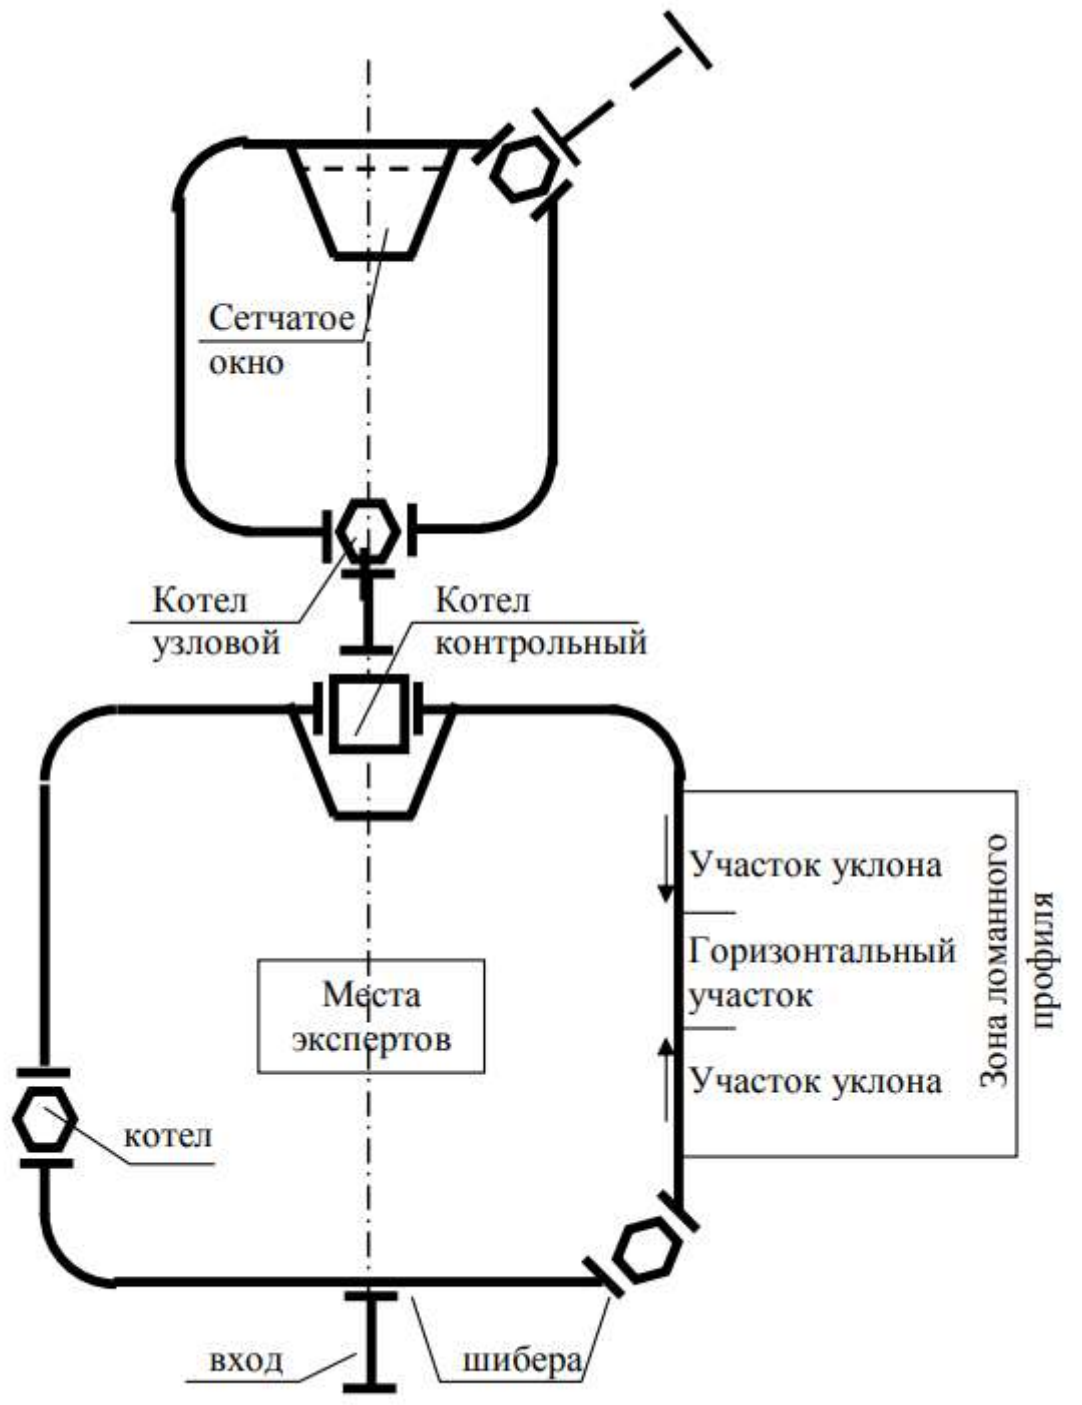 Сетчатое
окно
Котел
узловой
Котел
контрольный
Участок уклона
Горизонтальный
участок
Участок уклона
Зона ломанного
профиля
Места
экспертов
котел
вход
шибера